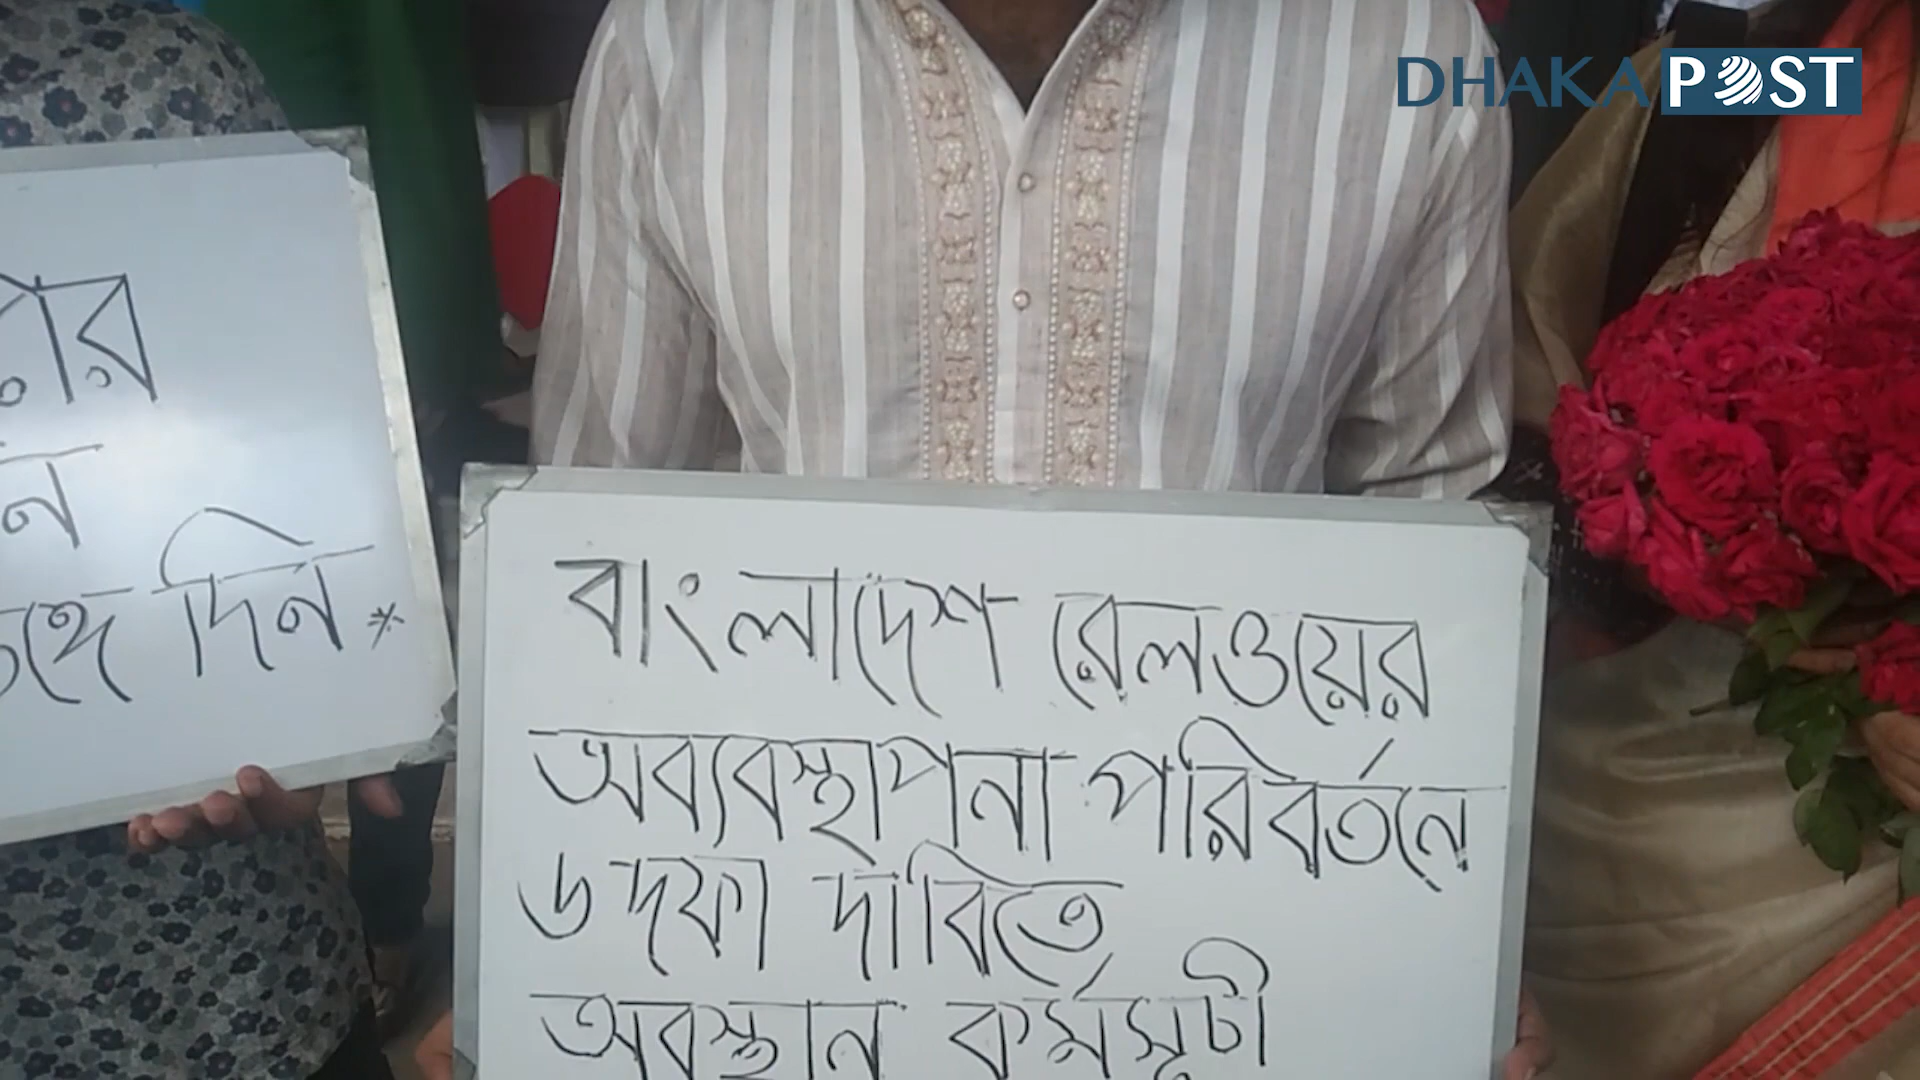 DHAKA POST
দিন *
বাংলাদেশ রেলওয়ের
অব্যবস্থাপনা পরিবর্তনে
৬ দফা দাবিতে
অবস্থান কর্মসূচী